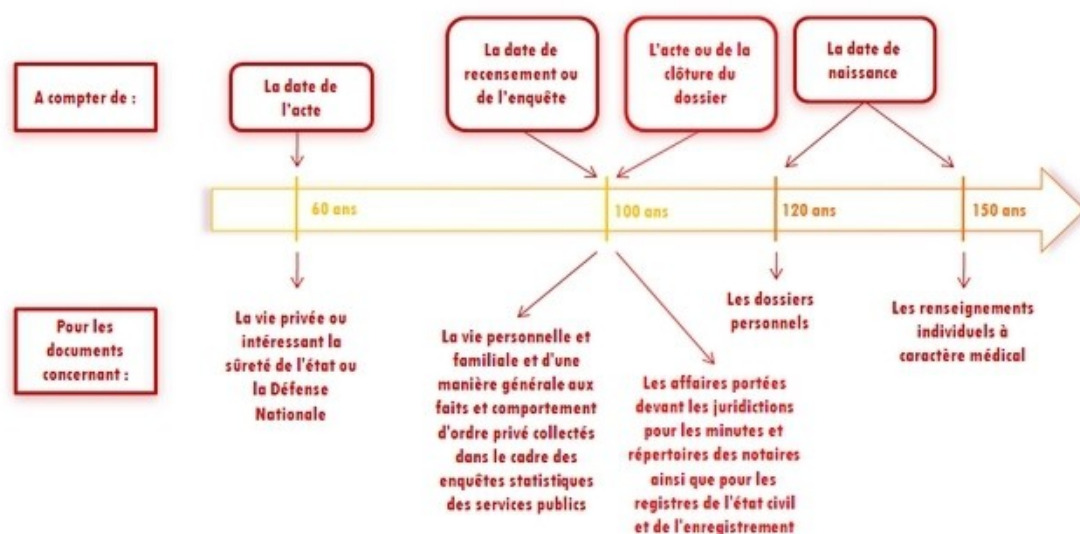 A compter de :
La date de
l'acte
La date de
recensement ou
de l'enquête
L'acte ou de la
clôture du
dossier
La date de
naissance
60 ans
100 ans
120 ans
150 ans
Pour les
documents
concernant :
La vie privée ou
intéressant la
sûreté de l'état ou
la Défense
Nationale
La vie personnelle et
familiale et d'une
manière générale aux
faits et comportement
d'ordre privé collectés
dans le cadre des
enquêtes statistiques
des services publics
Les affaires portées
devant les juridictions
pour les minutes et
répertoires des notaires
ainsi que pour les
registres de l'état civil
et de l'enregistrement
Les dossiers
personnels
Les renseignements
individuels à
caractère médical